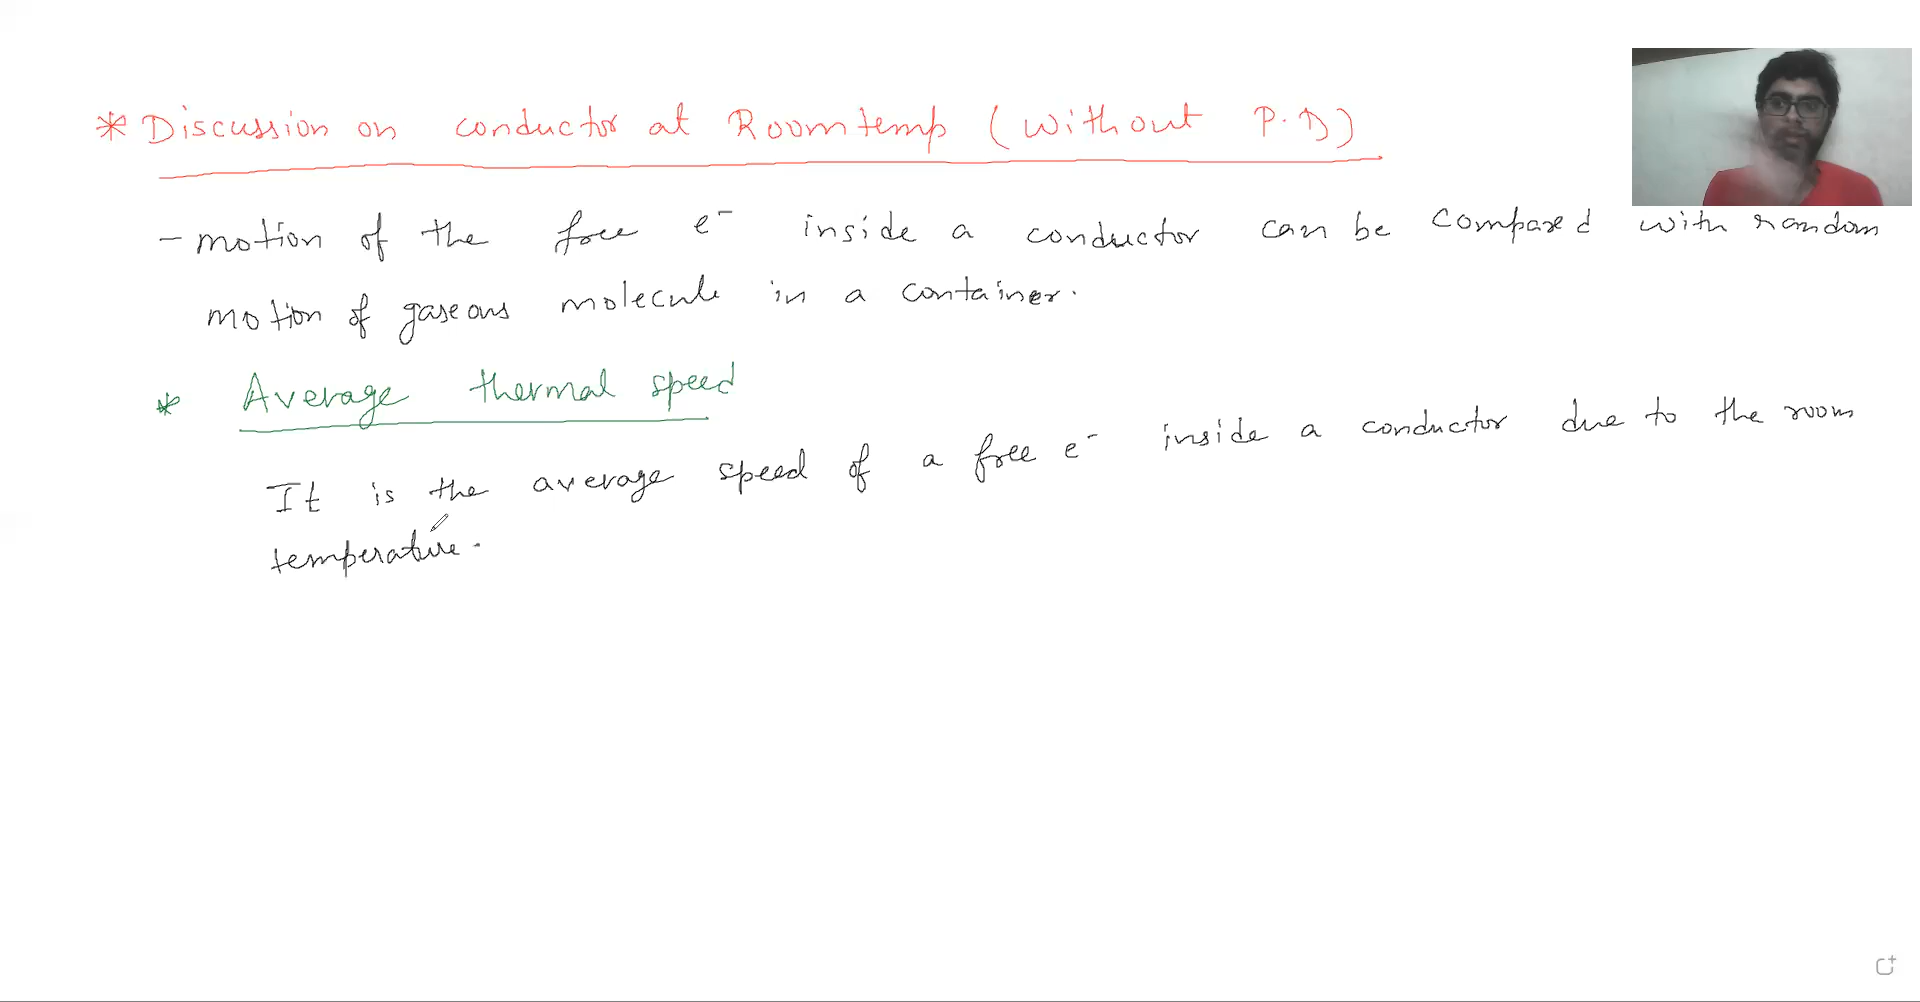 * Discussion on conductor at Room temp (without P.D)
- motion of the free e⁻ inside a conductor can be compared with random
motion of gaseous molecule in a container.
* Average thermal speed
It is the average speed of a free e⁻ inside a conductor due to the room
temperature.